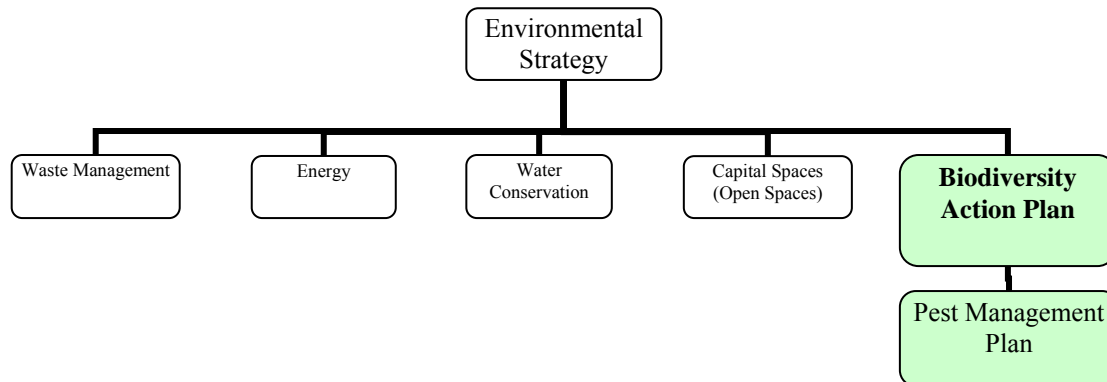 Environmental
Strategy
Waste Management
Energy
Water
Conservation
Capital Spaces
(Open Spaces)
Biodiversity
Action Plan
Pest Management
Plan